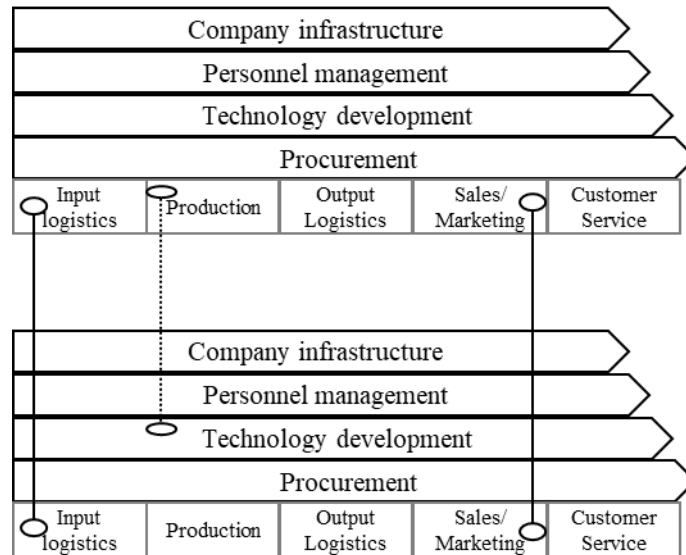 Company infrastructure
Personnel management
Technology development
Procurement
Input
logistics
Production
Output
Logistics
Sales/
Marketing
Customer
Service
Company infrastructure
Personnel management
Technology development
Procurement
Input
logistics
Production
Output
Logistics
Sales/
Marketing
Customer
Service